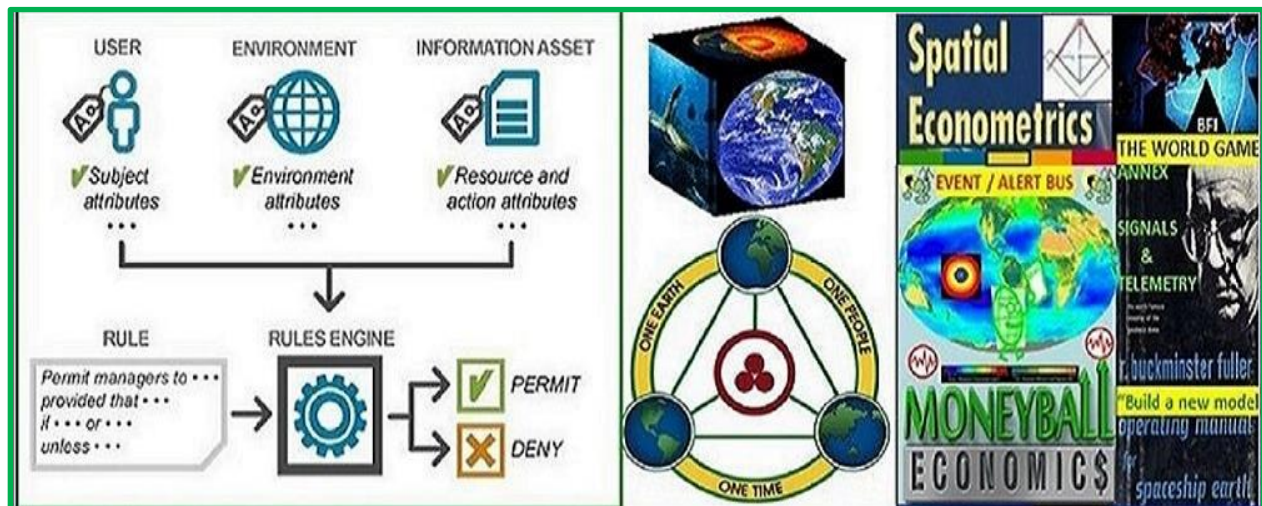 USER
Subject
attributes
• • •
ENVIRONMENT
Environment
attributes
• • •
INFORMATION ASSET
Resource and
action attributes
• • •
RULE
Permit managers to • • •
provided that • • •
if • • • or • • •
unless • • •
RULES ENGINE
PERMIT
DENY
ONE EARTH
ONE PEOPLE
ONE TIME
Spatial
Econometrics
EVENT / ALERT BUS
MONEYBALL
ECONOMIC$
BFI
THE WORLD GAME
ANNEX
SIGNALS
&
TELEMETRY
r. buckminster fuller
"Build a new model
operating manual
for
spaceship earth